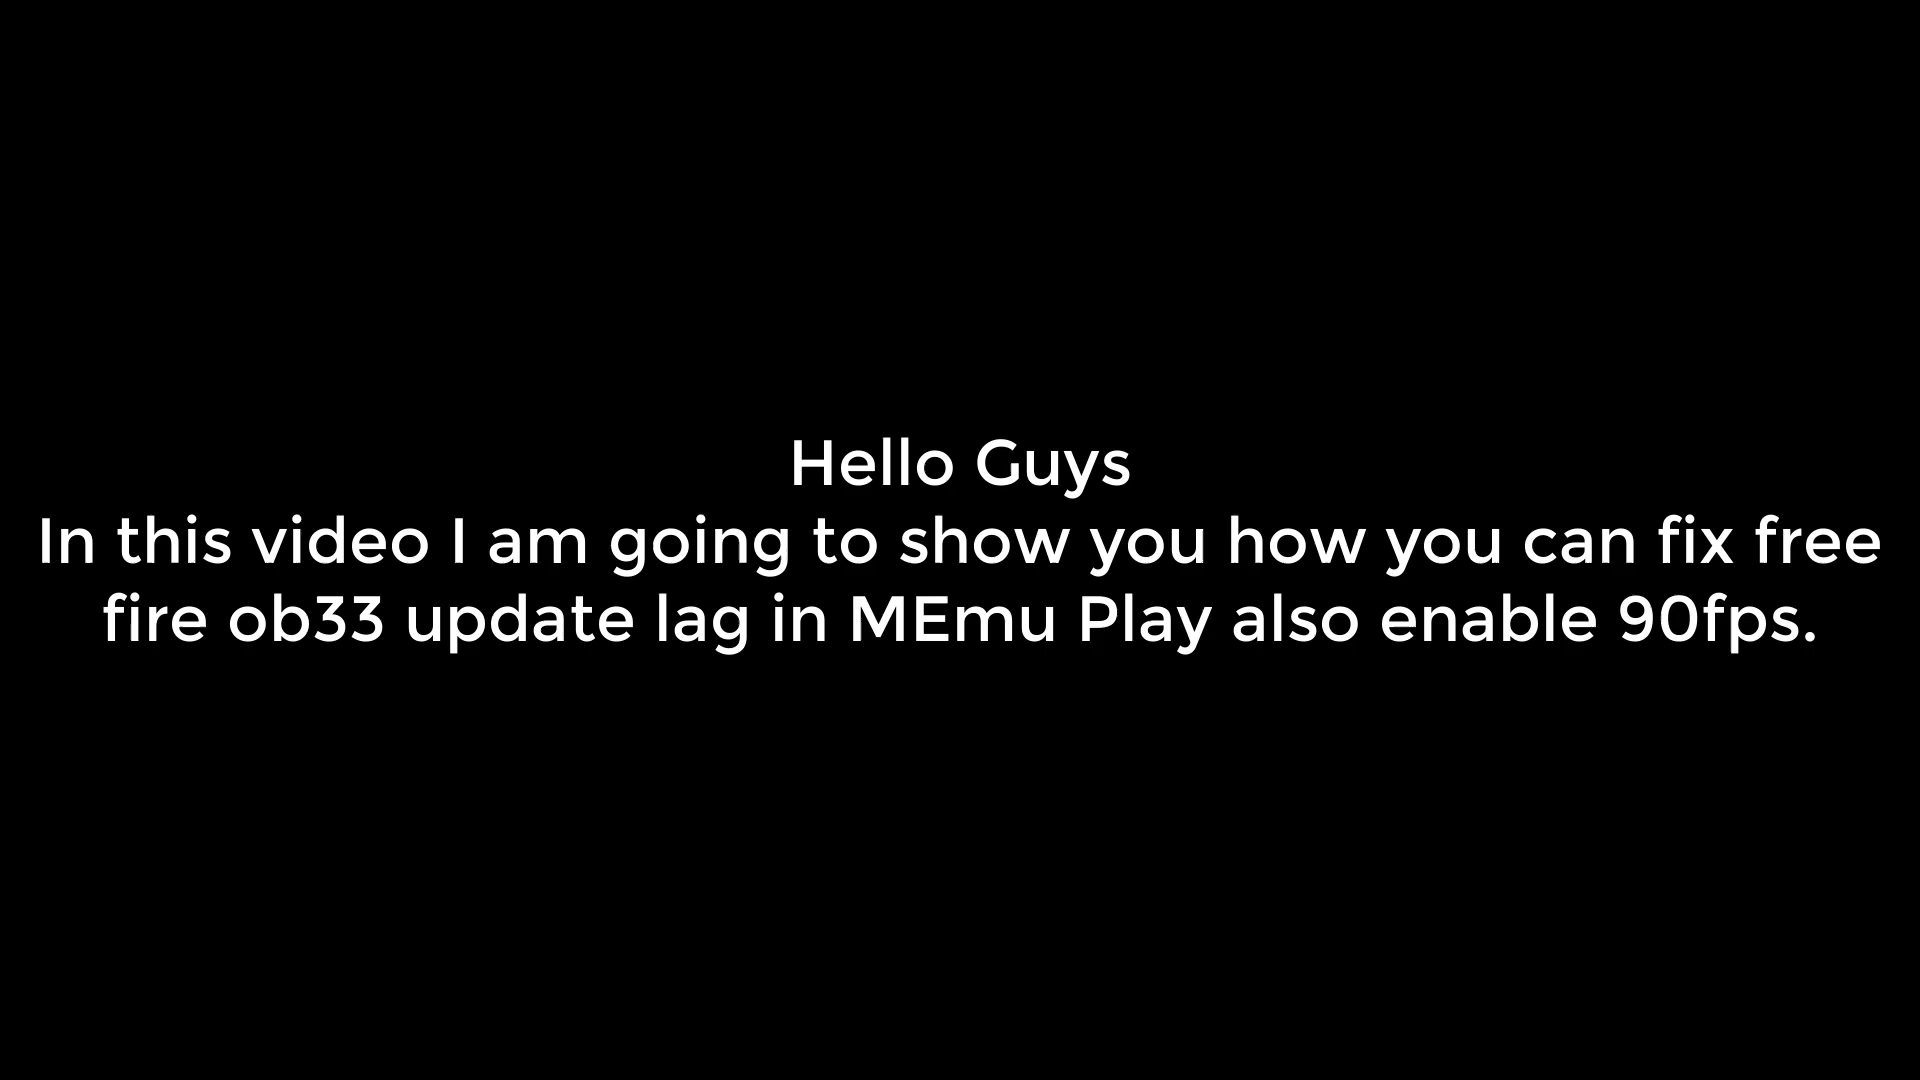 Hello Guys
In this video I am going to show you how you can fix free
fire ob33 update lag in MEmu Play also enable 90fps.